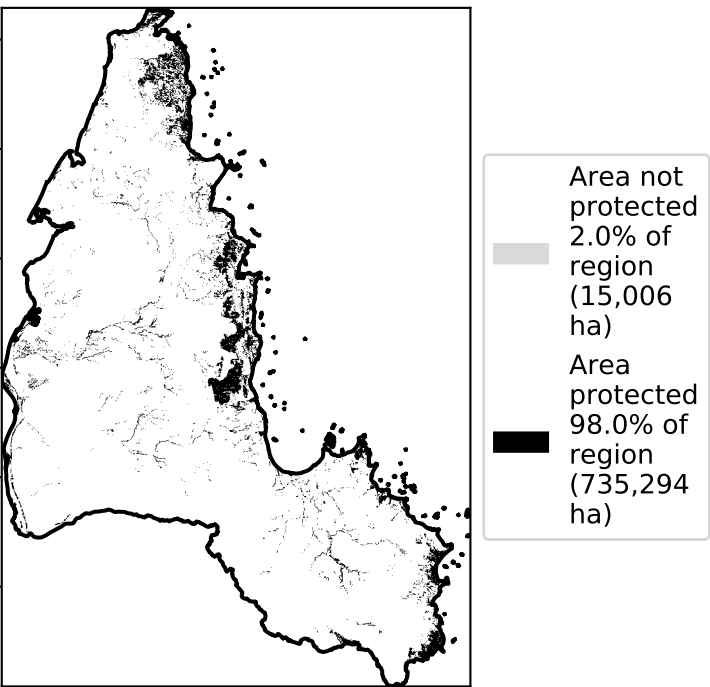 Area not
protected
2.0% of
region
(15,006
ha)
Area
protected
98.0% of
region
(735,294
ha)